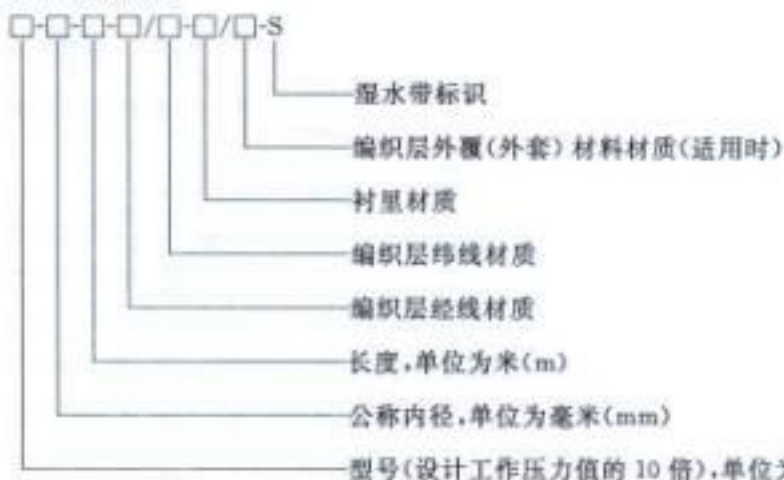 □-□-□-□/□-□/□-S
湿水带标识
编织层外覆(外套)材料材质(适用时)
衬里材质
编织层纬线材质
编织层经线材质
长度,单位为米(m)
公称内径,单位为毫米(mm)
型号(设计工作压力值的 10 倍),单位为